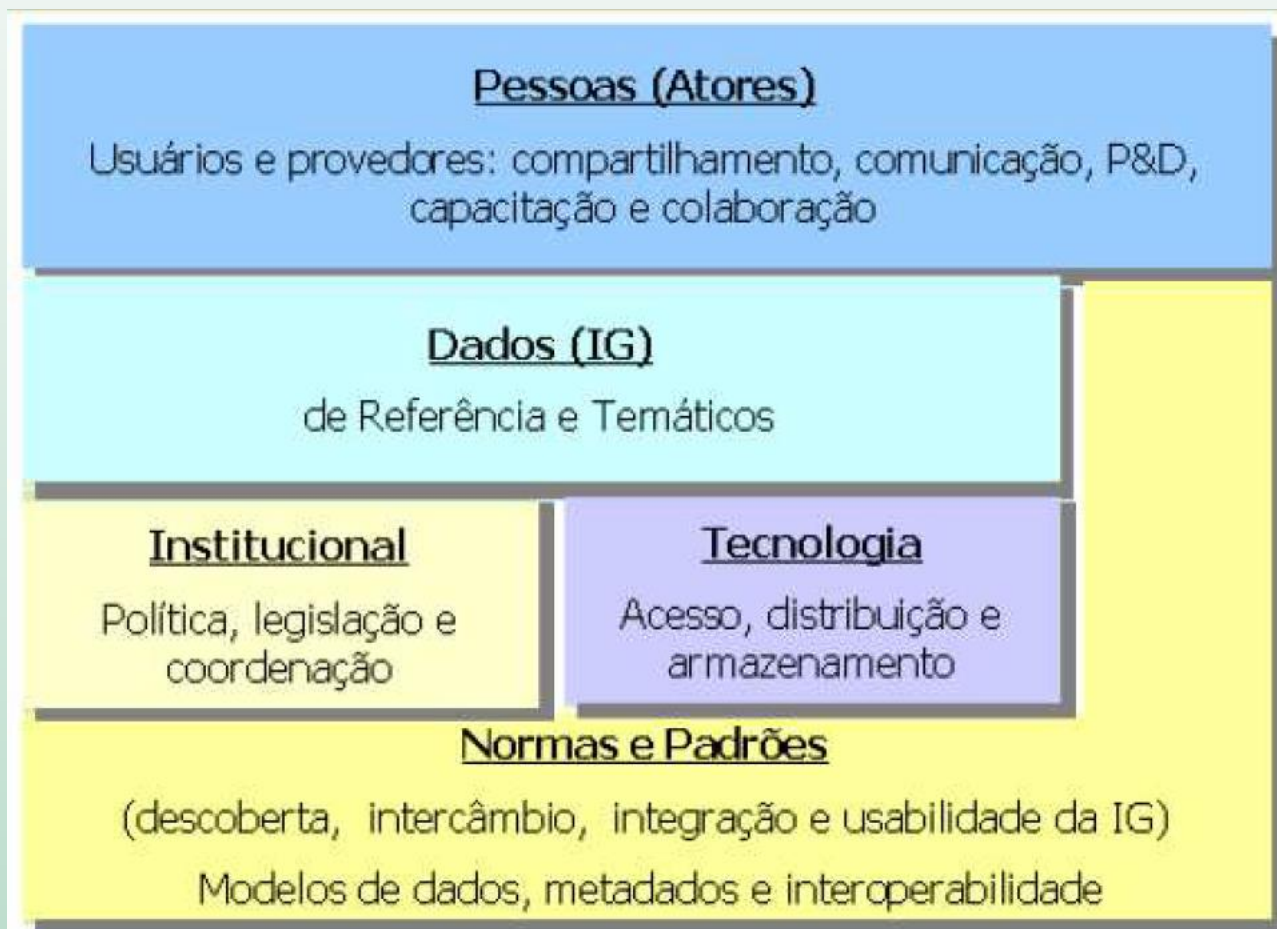 Pessoas (Atores)
Usuários e provedores: compartilhamento, comunicação, P&D,
capacitação e colaboração
Dados (IG)
de Referência e Temáticos
Institucional
Política, legislação e
coordenação
Tecnologia
Acesso, distribuição e
armazenamento
Normas e Padrões
(descoberta, intercâmbio, integração e usabilidade da IG)
Modelos de dados, metadados e interoperabilidade